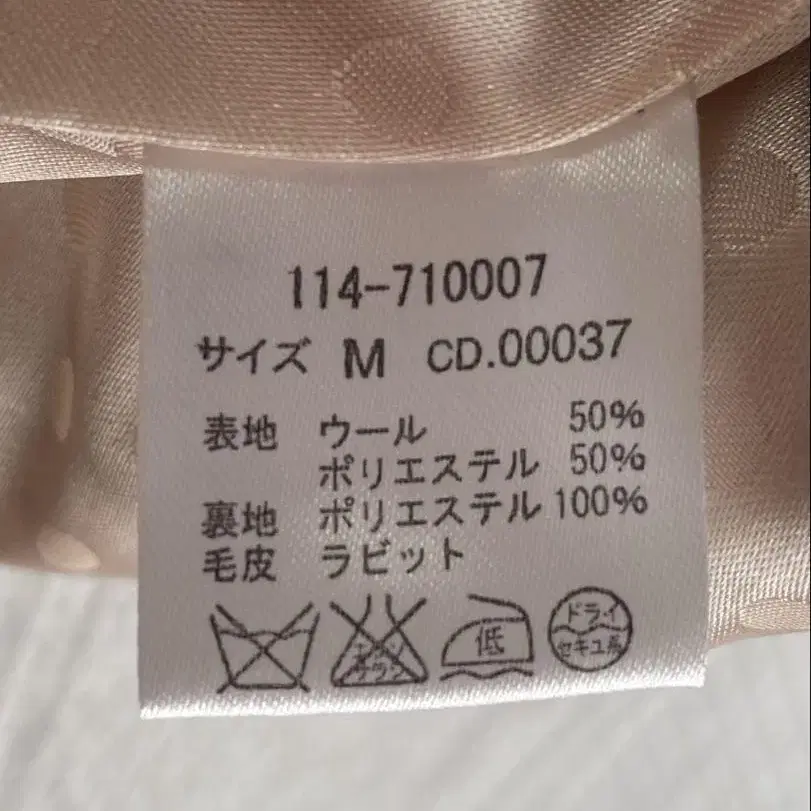 114-710007
サイズ M CD.00037
表地 ウール 50%
ポリエステル 50%
裏地 ポリエステル 100%
毛皮 ラビット
低
ドライ
セキユ系